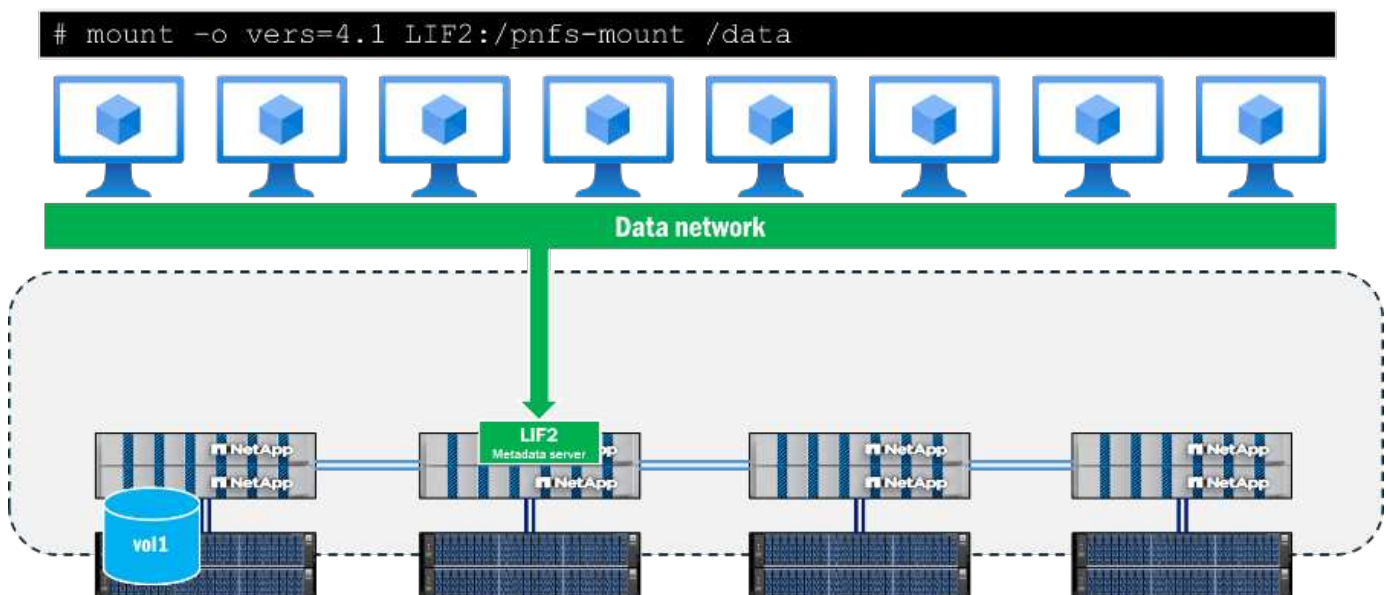 # mount –o vers=4.1 LIF2:/pnfs-mount /data
Data network
LIF2
Metadata server
NetApp
NetApp
NetApp
NetApp
NetApp
NetApp
NetApp
vol1